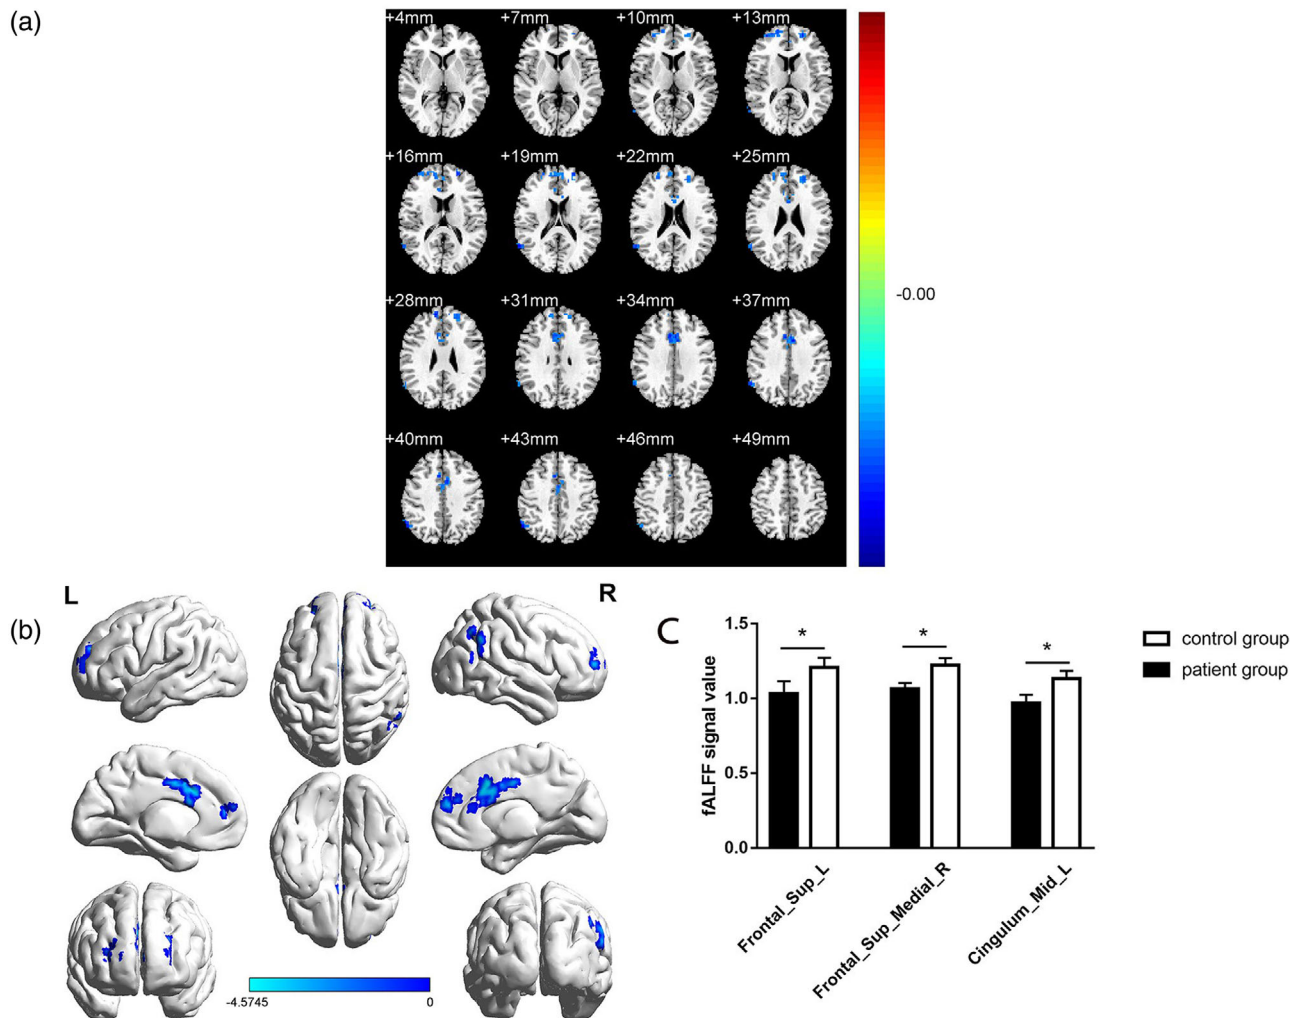 (a)
+4mm +7mm +10mm +13mm
+16mm +19mm +22mm +25mm
-0.00
+28mm +31mm +34mm +37mm
+40mm +43mm +46mm +49mm
L R
(b)
-4.5745 0
C
fALFF signal value
1.5
1.0
0.5
0.0
* * *
Frontal_Sup_L
Frontal_Sup_Medial_R
Cingulum_Mid_L
control group
patient group